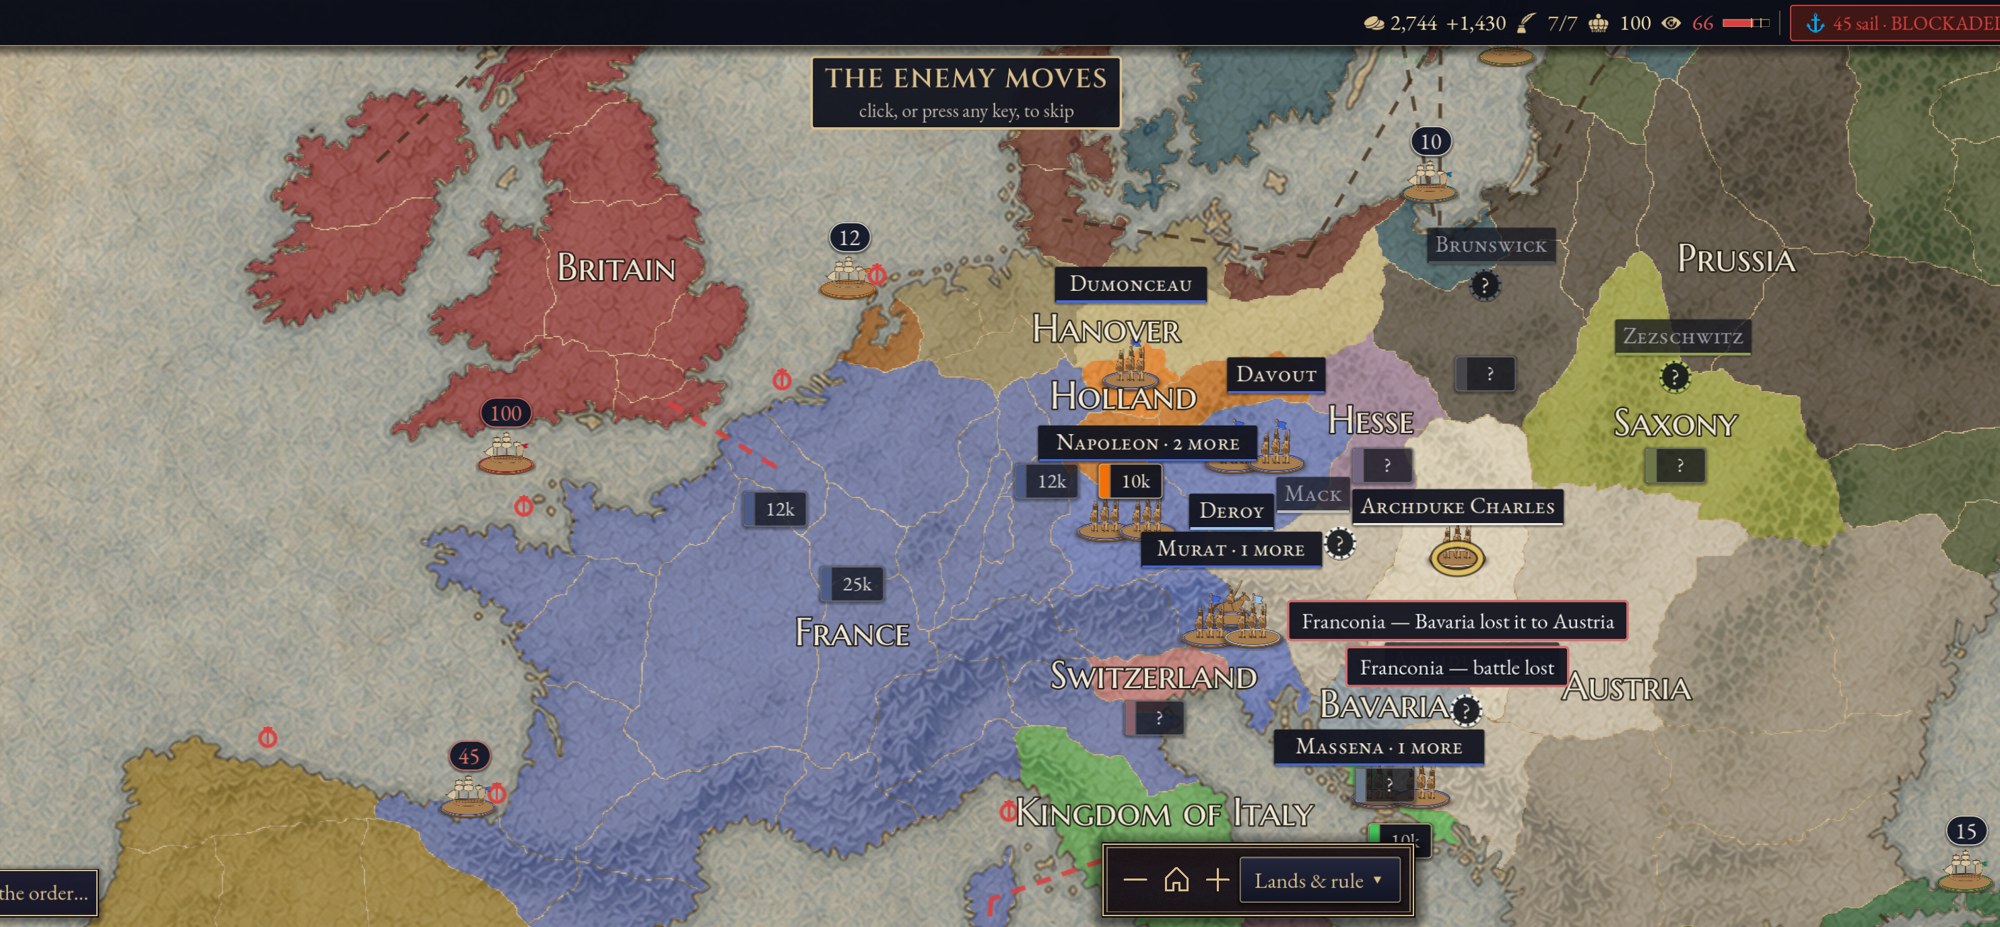 2,744 +1,430 7/7 100 66 45 sail · BLOCKADED
THE ENEMY MOVES
click, or press any key, to skip
10
12
BRUNSWICK
?
PRUSSIA
BRITAIN
DUMONCEAU
HANOVER
ZEZSCHWITZ
?
DAVOUT
?
HOLLAND
HESSE
SAXONY
100
NAPOLEON · 2 MORE
?
?
12k
10k
MACK
ARCHDUKE CHARLES
12k
DEROY
MURAT · 1 MORE
?
25k
FRANCE
Franconia — Bavaria lost it to Austria
Franconia — battle lost
SWITZERLAND
AUSTRIA
BAVARIA
?
?
45
MASSENA · 1 MORE
?
KINGDOM OF ITALY
10k
15
the order...
Lands & rule